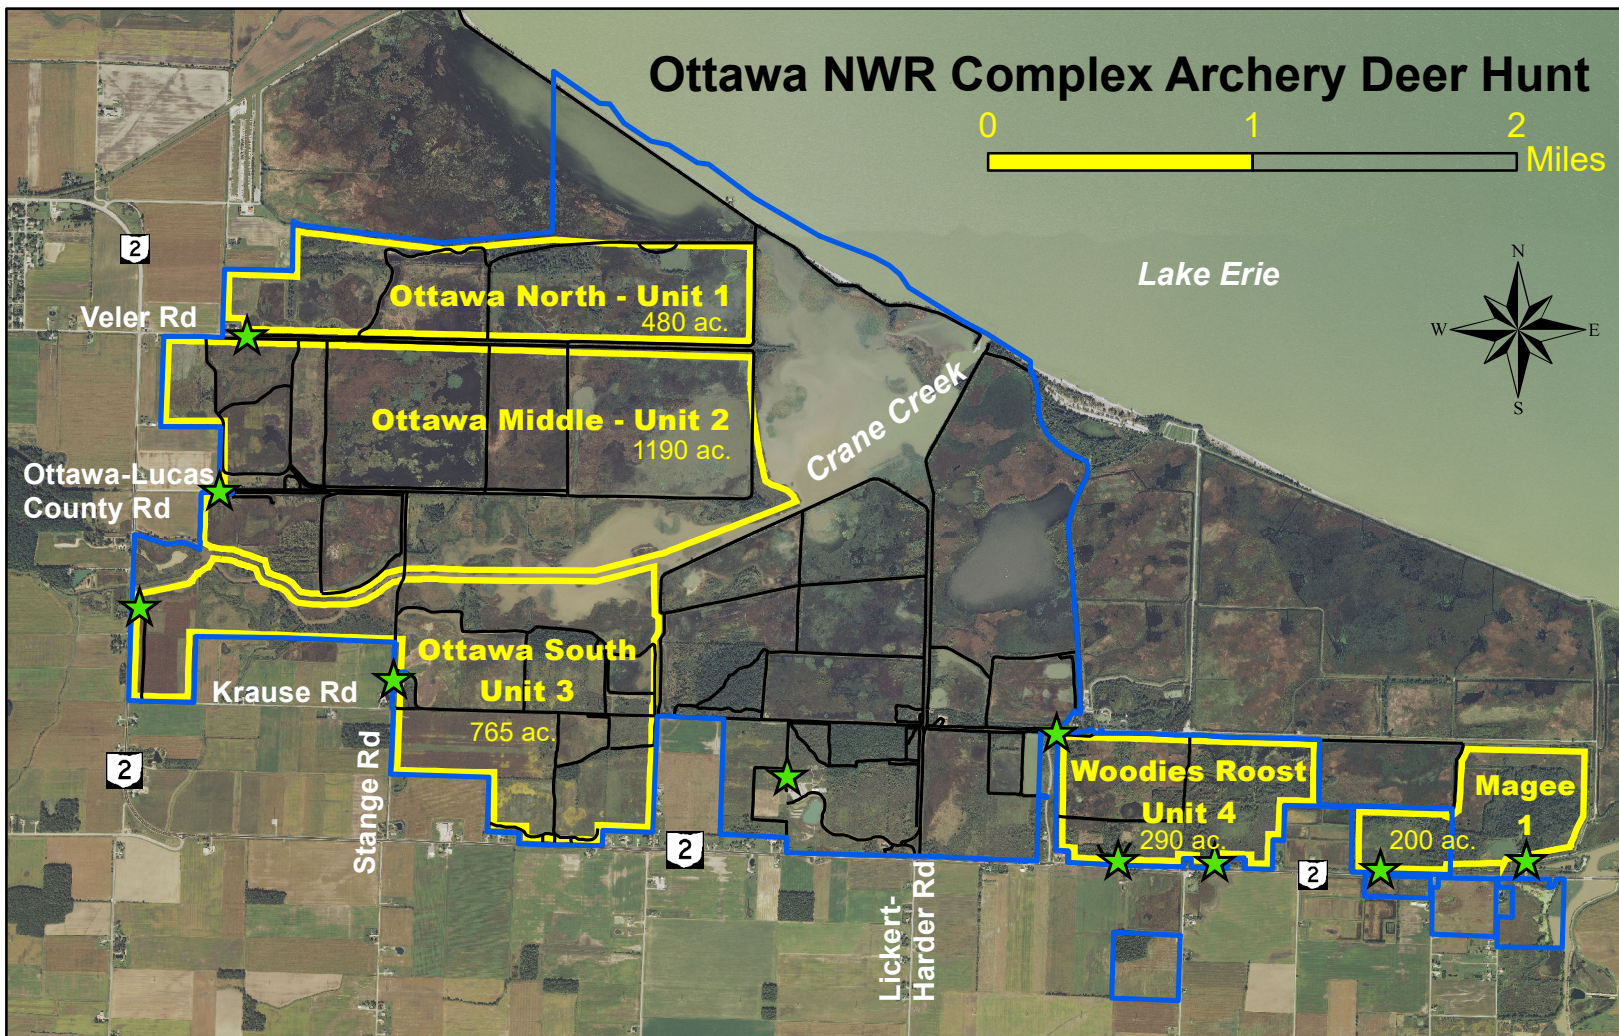 Ottawa NWR Complex Archery Deer Hunt
0 1 2
Miles
Lake Erie
N
W E
S
2
Ottawa North - Unit 1
480 ac.
Veler Rd
Ottawa Middle - Unit 2
1190 ac.
Crane Creek
Ottawa-Lucas
County Rd
Ottawa South
Unit 3
765 ac.
Krause Rd
2
Stange Rd
2
Woodies Roost
Unit 4
290 ac.
Magee
1
200 ac.
2
Lickert-
Harder Rd